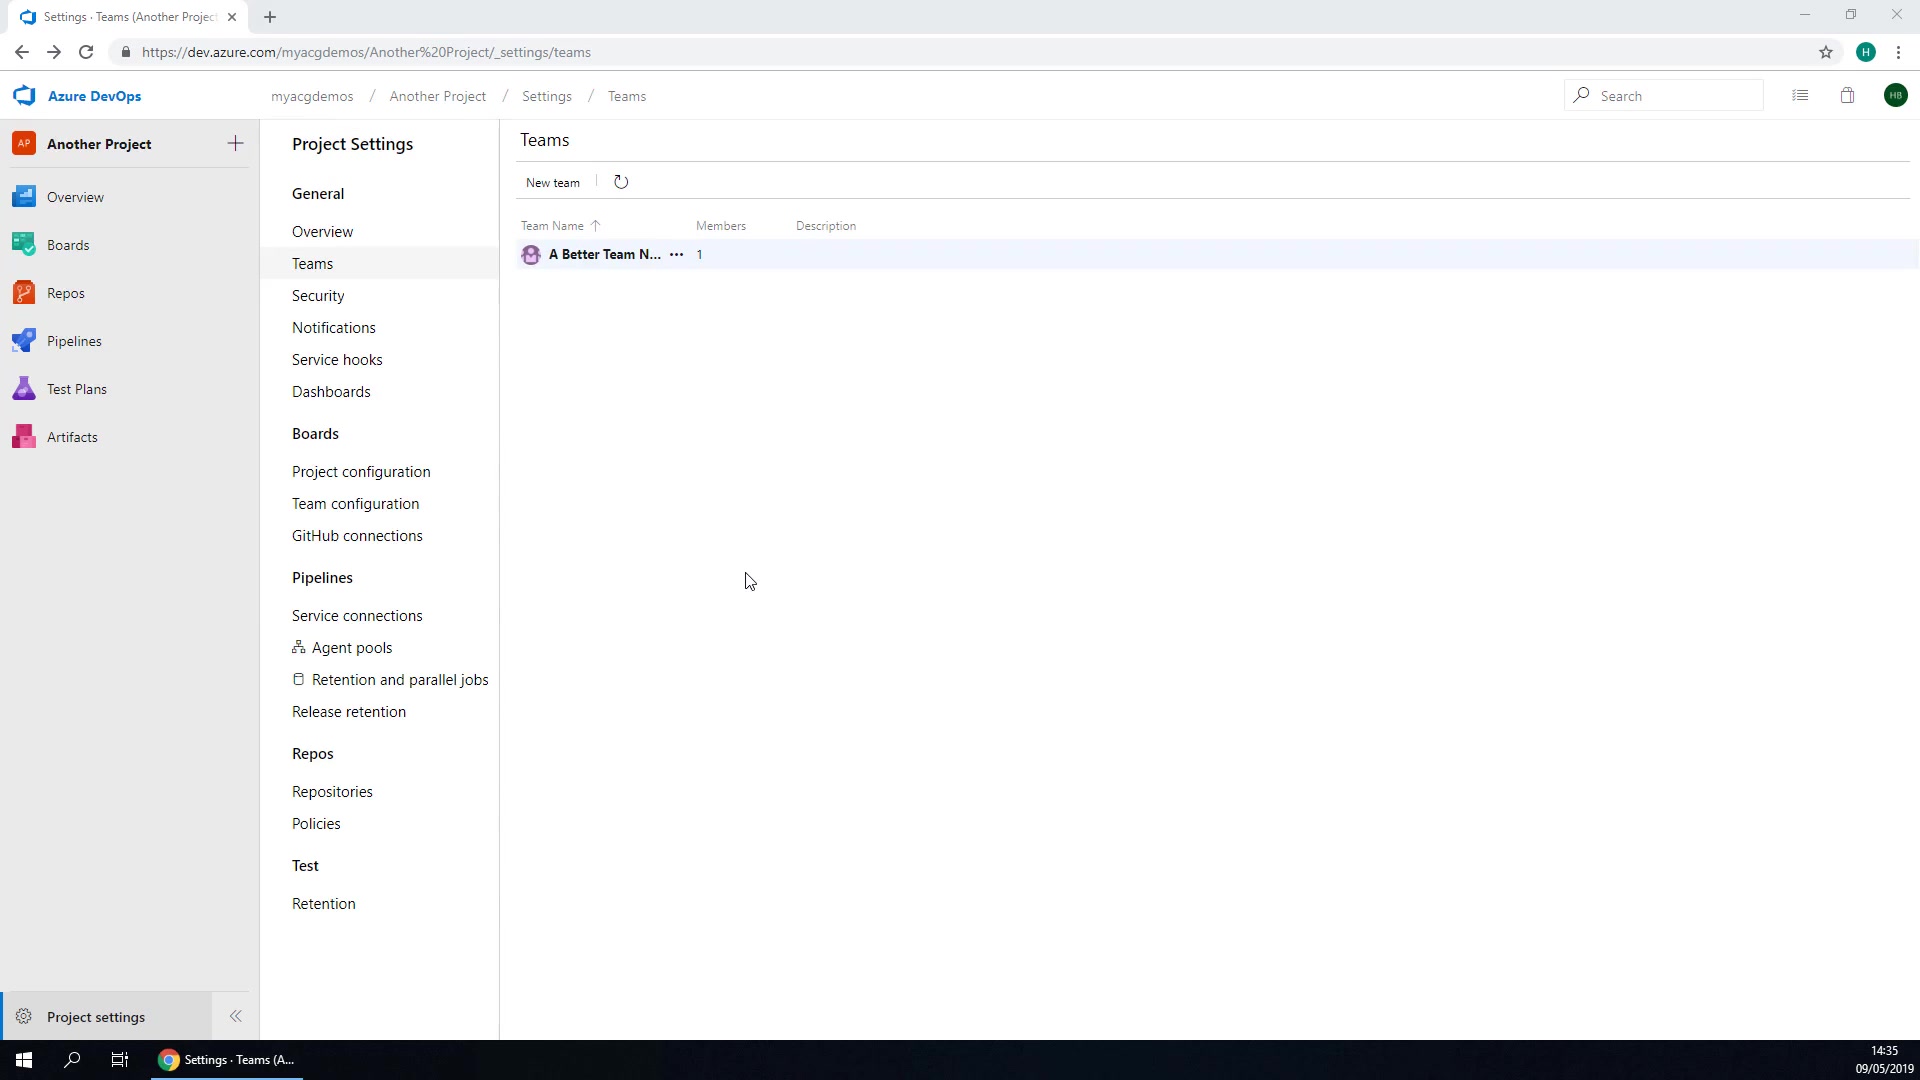 Settings · Teams (Another Project
https://dev.azure.com/myacgdemos/Another%20Project/_settings/teams
H
Azure DevOps
myacgdemos / Another Project / Settings / Teams
Search
HB
AP Another Project
Overview
Boards
Repos
Pipelines
Test Plans
Artifacts
Project settings
Project Settings
General
Overview
Teams
Security
Notifications
Service hooks
Dashboards
Boards
Project configuration
Team configuration
GitHub connections
Pipelines
Service connections
Agent pools
Retention and parallel jobs
Release retention
Repos
Repositories
Policies
Test
Retention
Teams
New team
Team Name Members Description
A Better Team N... 1
Settings · Teams (A...
14:35
09/05/2019